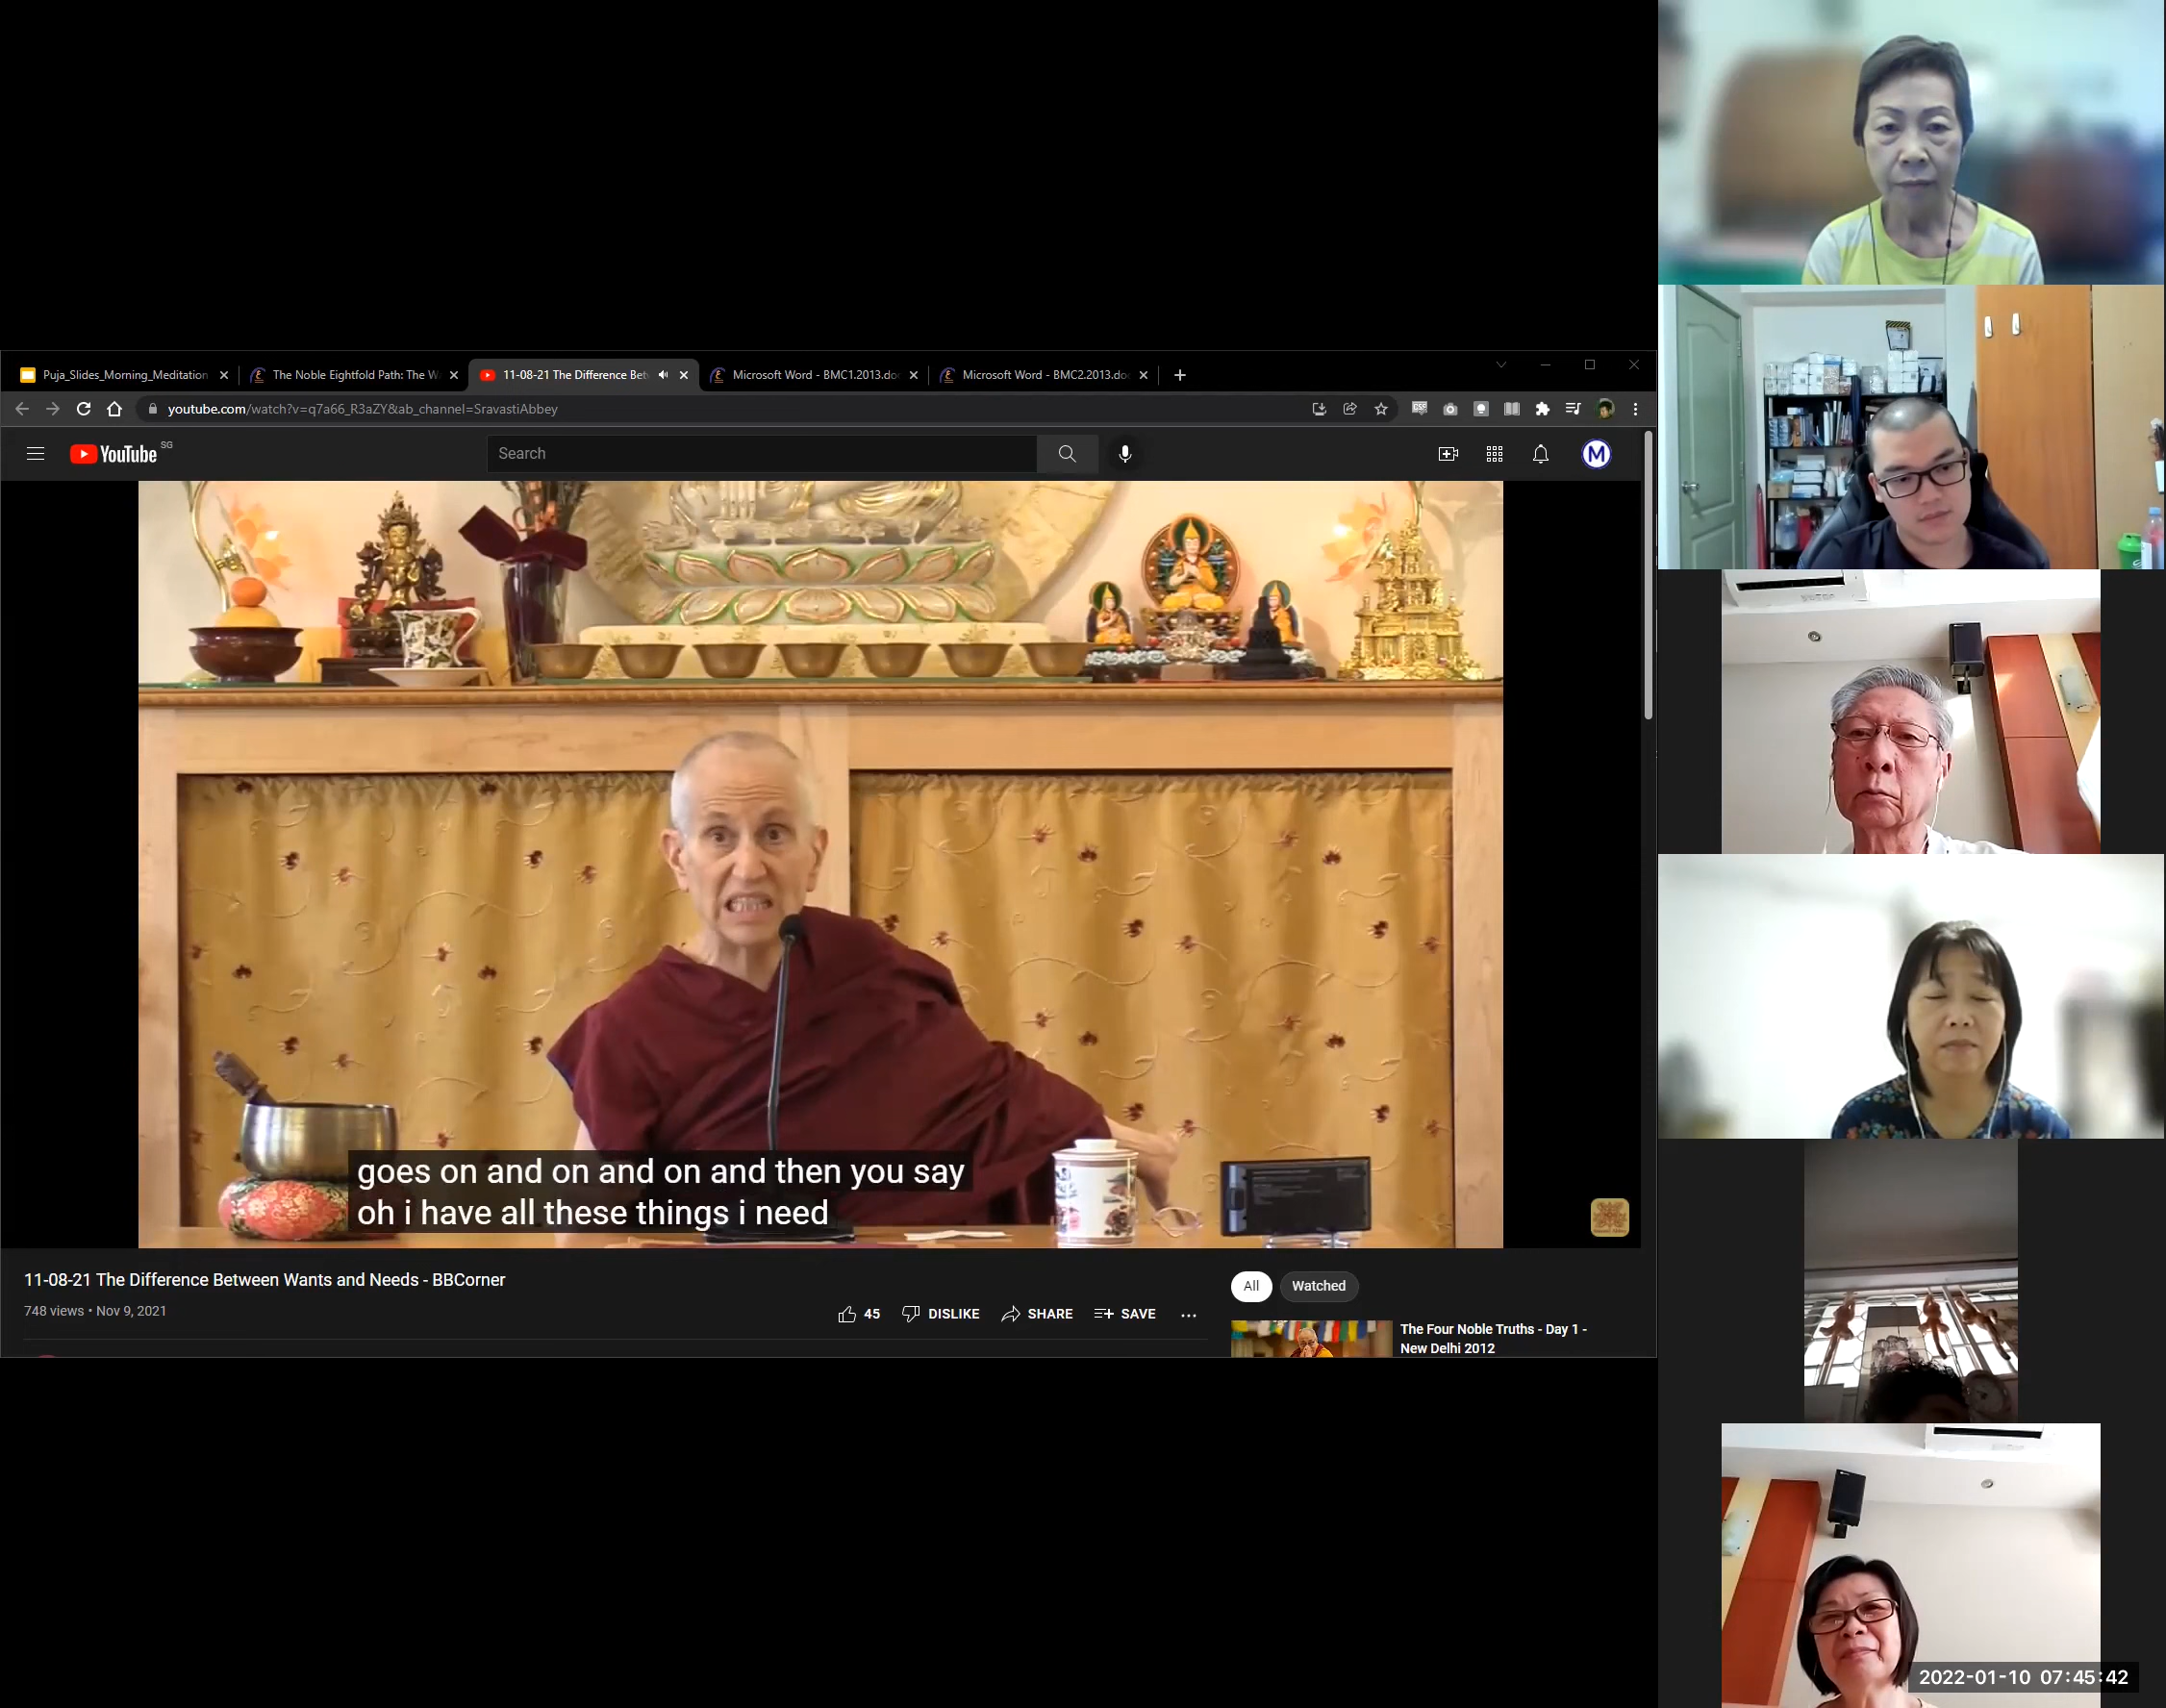 Puja_Slides_Morning_Meditation
The Noble Eightfold Path: The W
11-08-21 The Difference Bet
Microsoft Word - BMC1.2013.do
Microsoft Word - BMC2.2013.do
youtube.com/watch?v=q7a66_R3aZY&ab_channel=SravastiAbbey
YouTube SG
Search
M
goes on and on and on and then you say
oh i have all these things i need
11-08-21 The Difference Between Wants and Needs - BBCorner
748 views • Nov 9, 2021
45
DISLIKE
SHARE
SAVE
All
Watched
The Four Noble Truths - Day 1 -
New Delhi 2012
2022-01-10 07:45:42